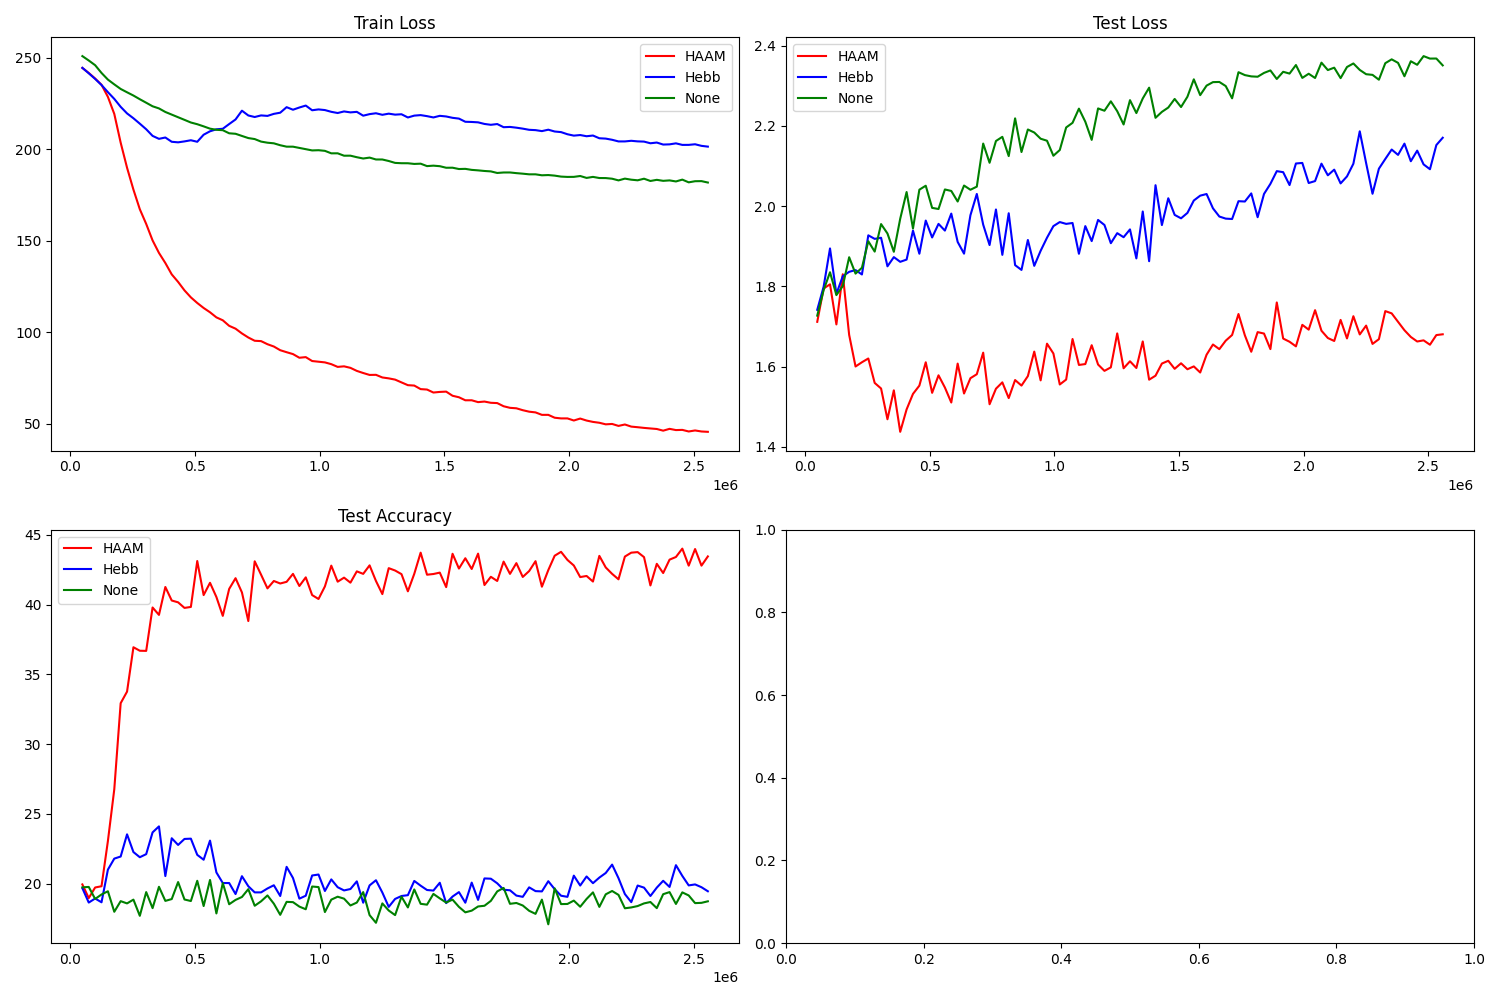 Train Loss
250
200
150
100
50
0.0 0.5 1.0 1.5 2.0 2.5
1e6
HAAM
Hebb
None
Test Loss
2.4
2.2
2.0
1.8
1.6
1.4
0.0 0.5 1.0 1.5 2.0 2.5
1e6
HAAM
Hebb
None
Test Accuracy
45
40
35
30
25
20
0.0 0.5 1.0 1.5 2.0 2.5
1e6
HAAM
Hebb
None
1.0
0.8
0.6
0.4
0.2
0.0
0.0 0.2 0.4 0.6 0.8 1.0